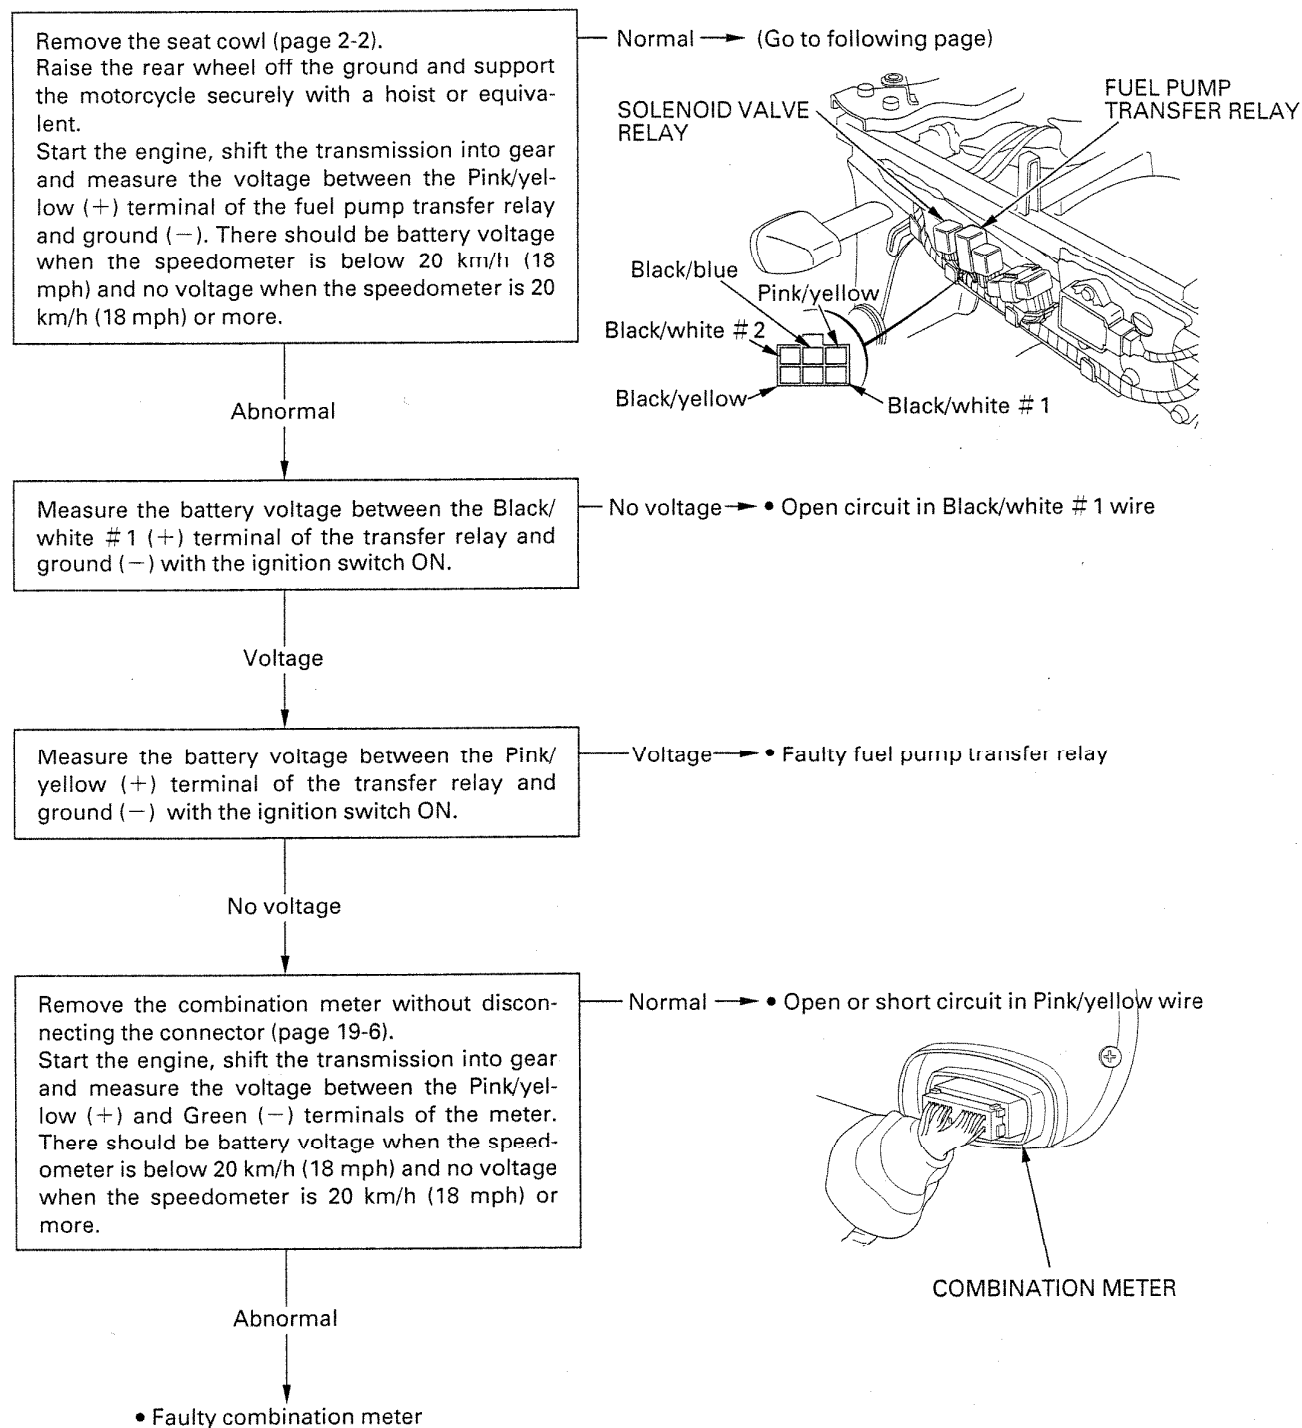 Remove the seat cowl (page 2-2).
Raise the rear wheel off the ground and support
the motorcycle securely with a hoist or equiva-
lent.
Start the engine, shift the transmission into gear
and measure the voltage between the Pink/yel-
low (+) terminal of the fuel pump transfer relay
and ground (−). There should be battery voltage
when the speedometer is below 20 km/h (18
mph) and no voltage when the speedometer is 20
km/h (18 mph) or more.
Normal
(Go to following page)
SOLENOID VALVE
RELAY
FUEL PUMP
TRANSFER RELAY
Black/blue
Pink/yellow
Black/white #2
Black/yellow
Black/white #1
Abnormal
Measure the battery voltage between the Black/
white #1 (+) terminal of the transfer relay and
ground (−) with the ignition switch ON.
No voltage
• Open circuit in Black/white #1 wire
Voltage
Measure the battery voltage between the Pink/
yellow (+) terminal of the transfer relay and
ground (−) with the ignition switch ON.
Voltage
• Faulty fuel pump transfer relay
No voltage
Remove the combination meter without discon-
necting the connector (page 19-6).
Start the engine, shift the transmission into gear
and measure the voltage between the Pink/yel-
low (+) and Green (−) terminals of the meter.
There should be battery voltage when the speed-
ometer is below 20 km/h (18 mph) and no voltage
when the speedometer is 20 km/h (18 mph) or
more.
Normal
• Open or short circuit in Pink/yellow wire
COMBINATION METER
Abnormal
• Faulty combination meter